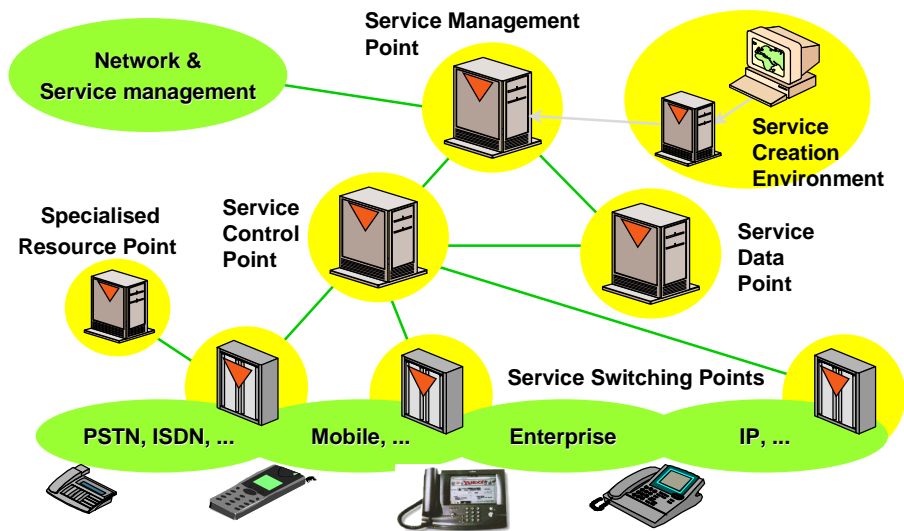 Service Management
Point
Network &
Service management
Service
Creation
Environment
Specialised
Resource Point
Service
Control
Point
Service
Data
Point
Service Switching Points
PSTN, ISDN, ...
Mobile, ...
Enterprise
IP, ...